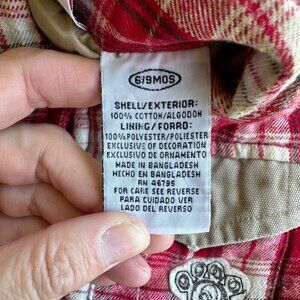 6/9MOS
SHELL/EXTERIOR:
100% COTTON/ALGODON
LINING/FORRO:
100%POLYESTER/POLIESTER
EXCLUSIVE OF DECORATION
EXCLUSIVO DE ORNAMENTO
MADE IN BANGLADESH
HECHO EN BANGLADESH
RN 46795
FOR CARE SEE REVERSE
PARA CUIDADO VER
LADO DEL REVERSO